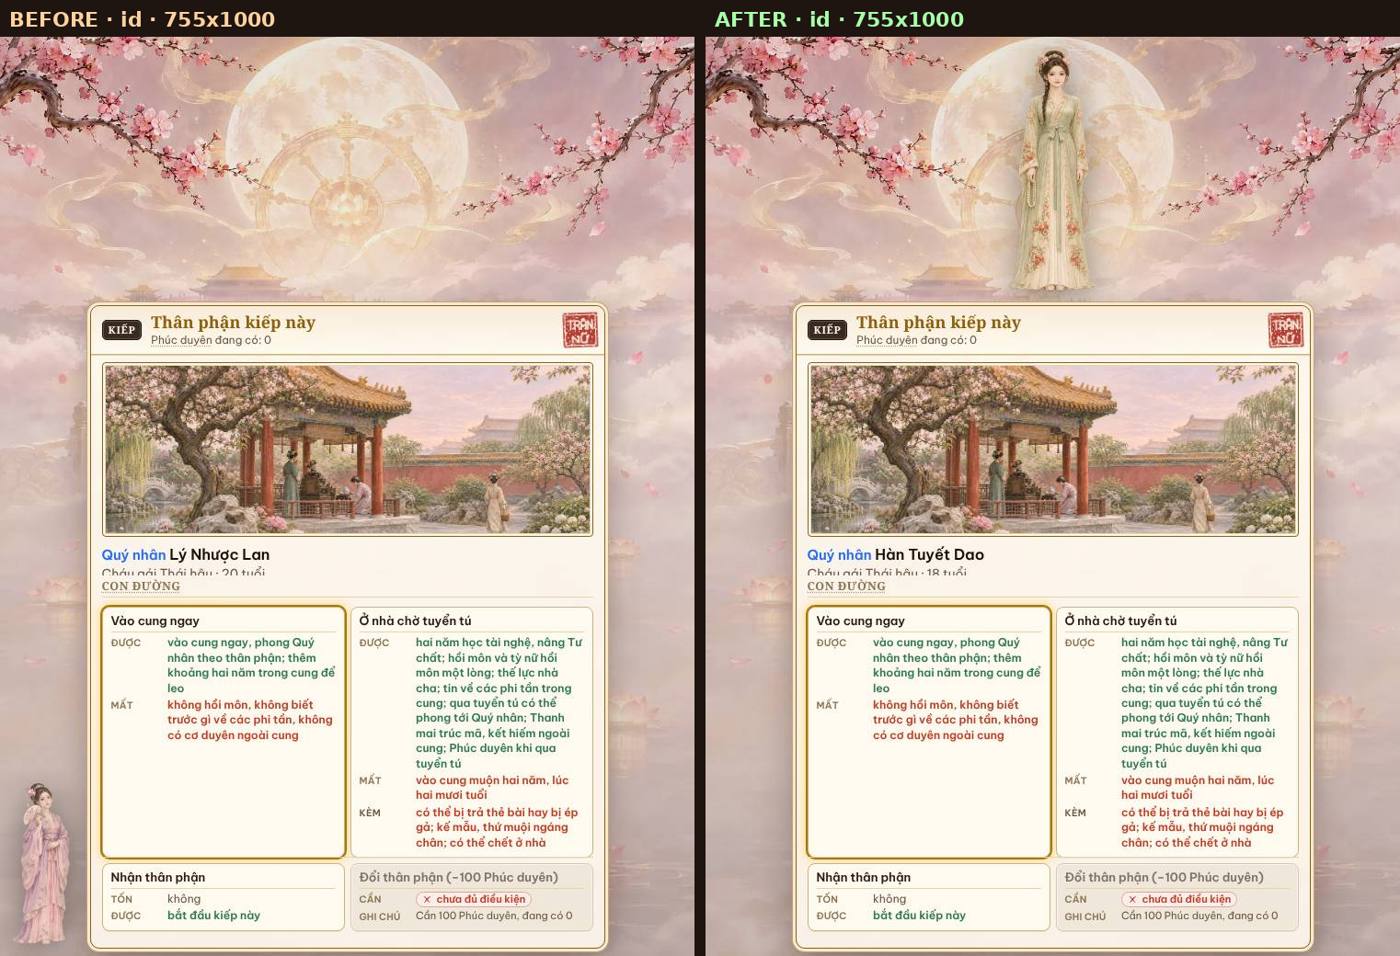 BEFORE · id · 755x1000
KIẾP
Thân phận kiếp này
Phúc duyên đang có: 0
TRÂN
NỮ
Quý nhân Lý Nhược Lan
Cháu gái Thái hậu · 20 tuổi
CON ĐƯỜNG
Vào cung ngay
ĐƯỢC
vào cung ngay, phong Quý
nhân theo thân phận; thêm
khoảng hai năm trong cung để
leo
MẤT
không hồi môn, không biết
trước gì về các phi tần, không
có cơ duyên ngoài cung
Ở nhà chờ tuyển tú
ĐƯỢC
hai năm học tài nghệ, nâng Tư
chất; hồi môn và tỳ nữ hồi
môn một lòng; thế lực nhà
cha; tin về các phi tần trong
cung; qua tuyển tú có thể
phong tới Quý nhân; Thanh
mai trúc mã, kết hiếm ngoài
cung; Phúc duyên khi qua
tuyển tú
MẤT
vào cung muộn hai năm, lúc
hai mươi tuổi
KÈM
có thể bị trả thẻ bài hay bị ép
gả; kế mẫu, thứ muội ngáng
chân; có thể chết ở nhà
Nhận thân phận
TỐN
không
ĐƯỢC
bắt đầu kiếp này
Đổi thân phận (−100 Phúc duyên)
CẦN
× chưa đủ điều kiện
GHI CHÚ
Cần 100 Phúc duyên, đang có 0
AFTER · id · 755x1000
KIẾP
Thân phận kiếp này
Phúc duyên đang có: 0
TRÂN
NỮ
Quý nhân Hàn Tuyết Dao
Cháu gái Thái hậu · 18 tuổi
CON ĐƯỜNG
Vào cung ngay
ĐƯỢC
vào cung ngay, phong Quý
nhân theo thân phận; thêm
khoảng hai năm trong cung để
leo
MẤT
không hồi môn, không biết
trước gì về các phi tần, không
có cơ duyên ngoài cung
Ở nhà chờ tuyển tú
ĐƯỢC
hai năm học tài nghệ, nâng Tư
chất; hồi môn và tỳ nữ hồi
môn một lòng; thế lực nhà
cha; tin về các phi tần trong
cung; qua tuyển tú có thể
phong tới Quý nhân; Thanh
mai trúc mã, kết hiếm ngoài
cung; Phúc duyên khi qua
tuyển tú
MẤT
vào cung muộn hai năm, lúc
hai mươi tuổi
KÈM
có thể bị trả thẻ bài hay bị ép
gả; kế mẫu, thứ muội ngáng
chân; có thể chết ở nhà
Nhận thân phận
TỐN
không
ĐƯỢC
bắt đầu kiếp này
Đổi thân phận (−100 Phúc duyên)
CẦN
× chưa đủ điều kiện
GHI CHÚ
Cần 100 Phúc duyên, đang có 0